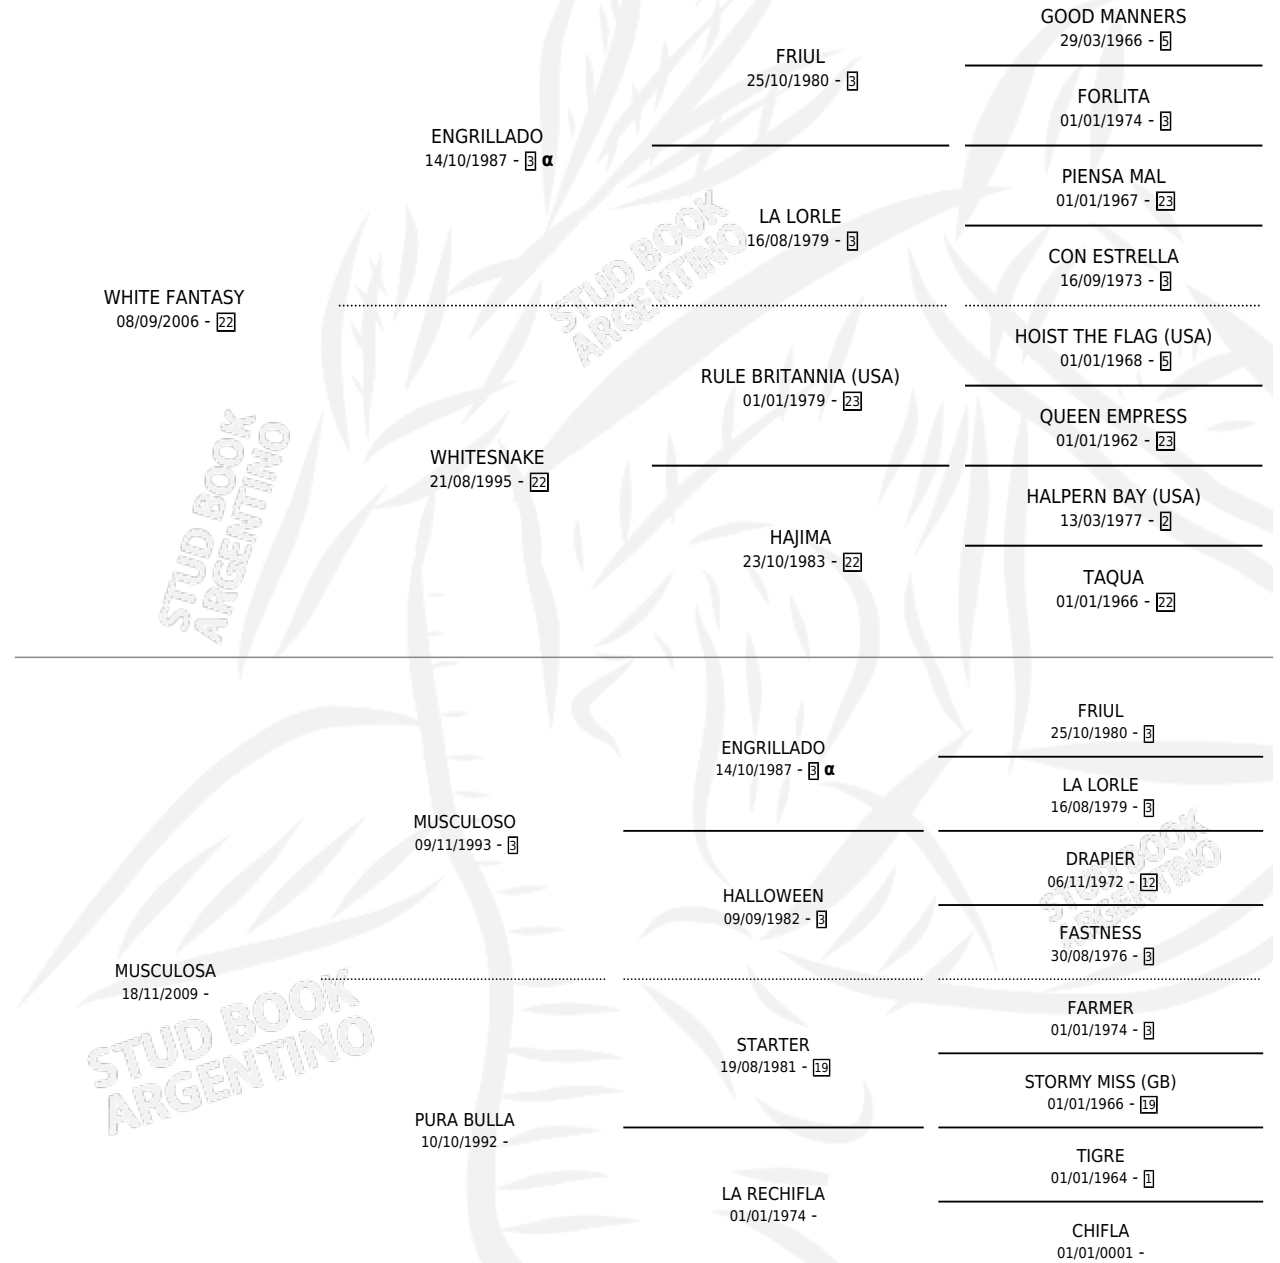 GOOD MANNERS
29/03/1966 - 5
FRIUL
25/10/1980 - 3
FORLITA
01/01/1974 - 3
ENGRILLADO
14/10/1987 - 3 α
PIENSA MAL
01/01/1967 - 23
LA LORLE
16/08/1979 - 3
CON ESTRELLA
16/09/1973 - 3
WHITE FANTASY
08/09/2006 - 22
HOIST THE FLAG (USA)
01/01/1968 - 5
RULE BRITANNIA (USA)
01/01/1979 - 23
QUEEN EMPRESS
01/01/1962 - 23
WHITESNAKE
21/08/1995 - 22
HALPERN BAY (USA)
13/03/1977 - 2
HAJIMA
23/10/1983 - 22
TAQUA
01/01/1966 - 22
FRIUL
25/10/1980 - 3
ENGRILLADO
14/10/1987 - 3 α
LA LORLE
16/08/1979 - 3
MUSCULOSO
09/11/1993 - 3
DRAPIER
06/11/1972 - 12
HALLOWEEN
09/09/1982 - 3
FASTNESS
30/08/1976 - 3
MUSCULOSA
18/11/2009 -
FARMER
01/01/1974 - 3
STARTER
19/08/1981 - 19
STORMY MISS (GB)
01/01/1966 - 19
PURA BULLA
10/10/1992 -
TIGRE
01/01/1964 - 1
LA RECHIFLA
01/01/1974 -
CHIFLA
01/01/0001 -
STUD BOOK
ARGENTINO
STUD BOOK
ARGENTINO
STUD BOOK
ARGENTINO
STUD BOOK
ARGENTINO